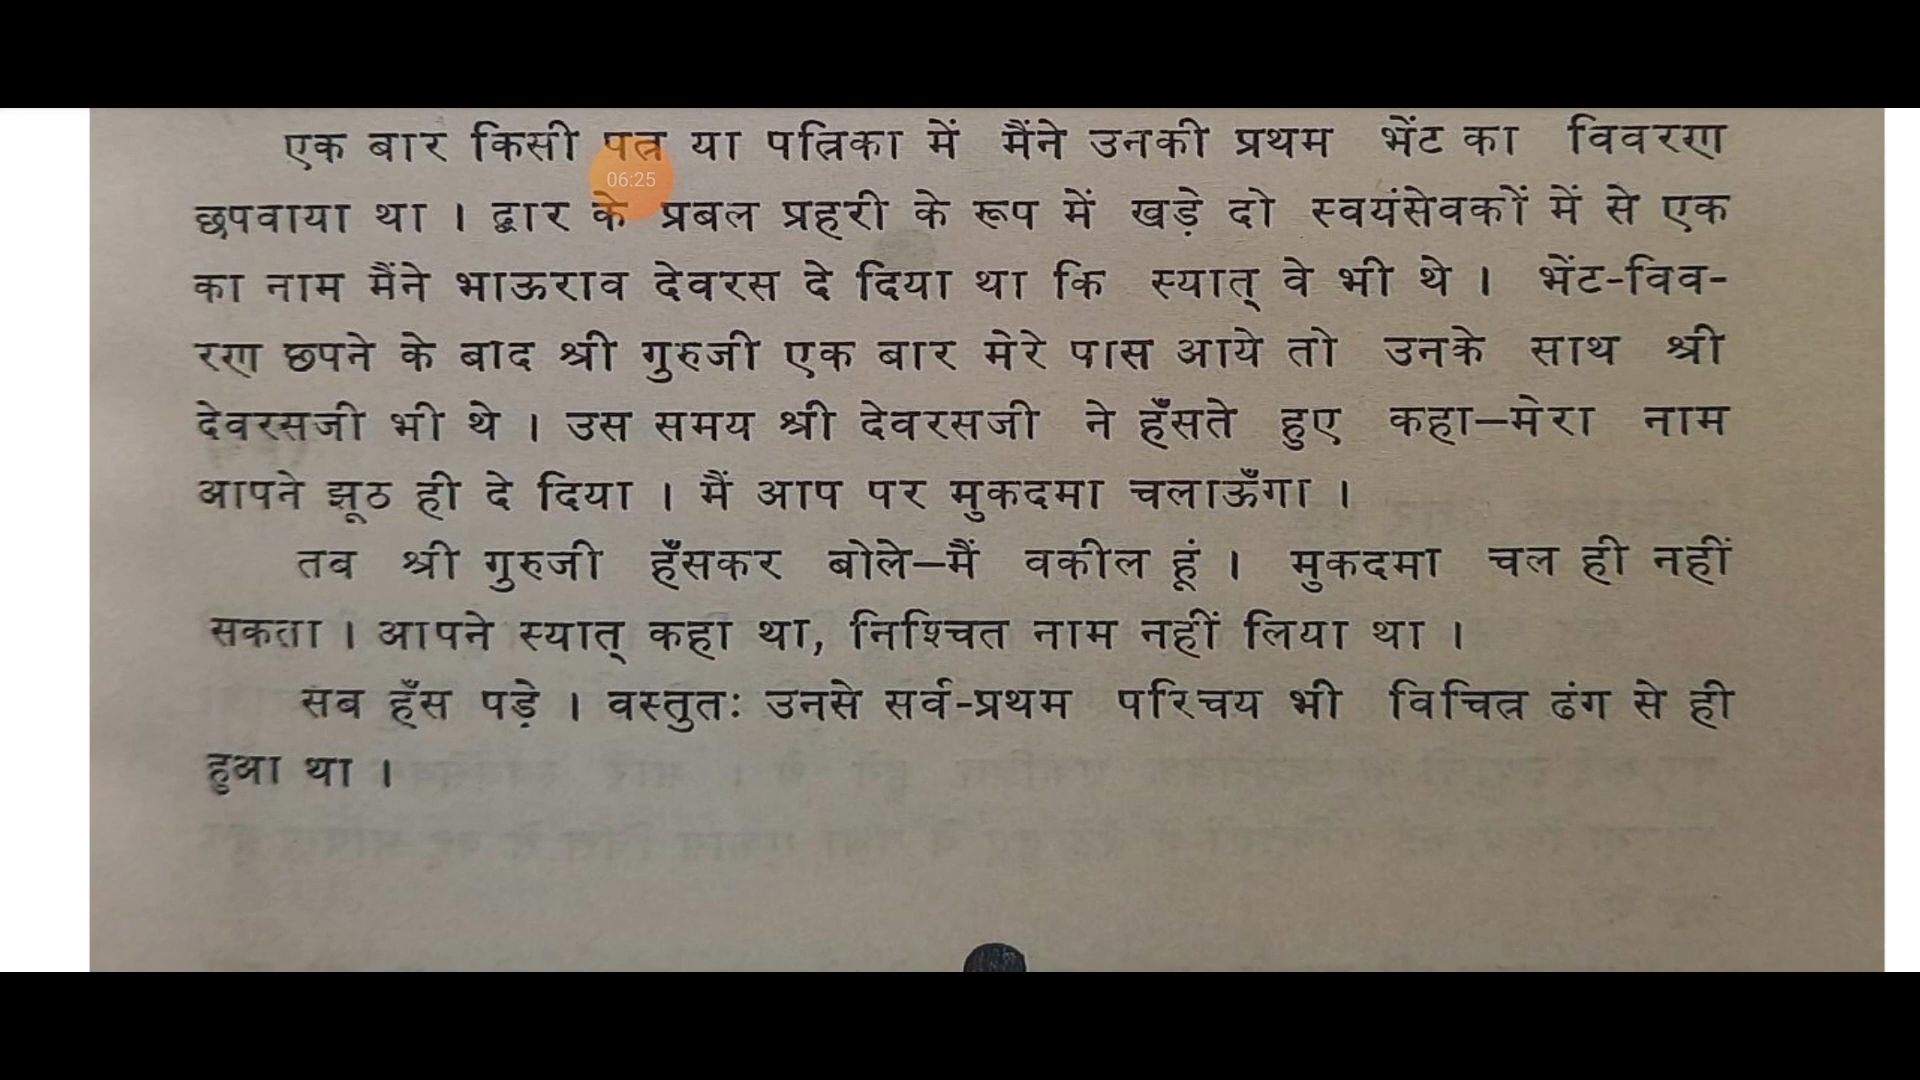 एक बार किसी पत्र या पत्रिका में मैंने उनकी प्रथम भेंट का विवरण
06:25
छपवाया था । द्वार के प्रबल प्रहरी के रूप में खड़े दो स्वयंसेवकों में से एक
का नाम मैंने भाऊराव देवरस दे दिया था कि स्यात् वे भी थे । भेंट-विव-
रण छपने के बाद श्री गुरुजी एक बार मेरे पास आये तो उनके साथ श्री
देवरसजी भी थे । उस समय श्री देवरसजी ने हँसते हुए कहा—मेरा नाम
आपने झूठ ही दे दिया । मैं आप पर मुकदमा चलाऊँगा ।
तब श्री गुरुजी हँसकर बोले—मैं वकील हूं । मुकदमा चल ही नहीं
सकता । आपने स्यात् कहा था, निश्चित नाम नहीं लिया था ।
सब हँस पड़े । वस्तुतः उनसे सर्व-प्रथम परिचय भी विचित्र ढंग से ही
हुआ था ।